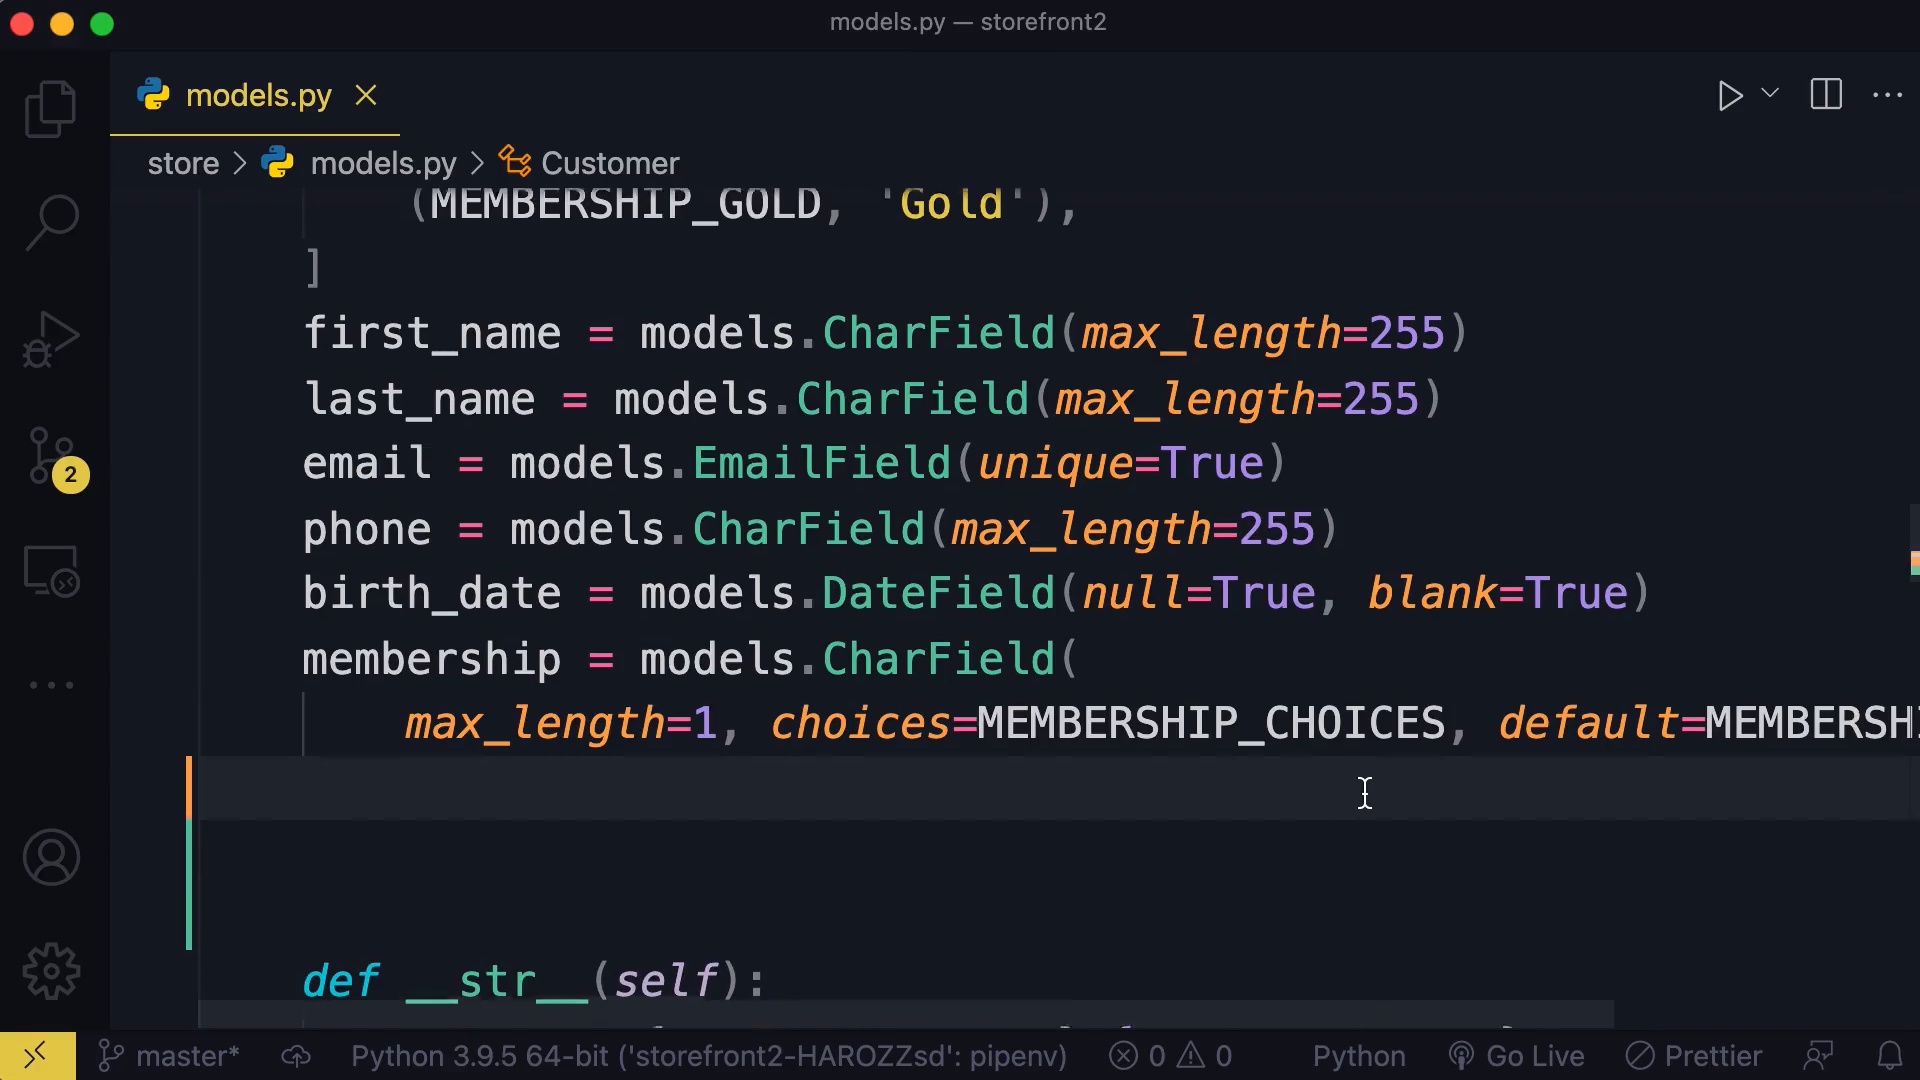 models.py — storefront2
models.py
store > models.py > Customer
(MEMBERSHIP_GOLD, 'Gold'),
]
first_name = models.CharField(max_length=255)
last_name = models.CharField(max_length=255)
email = models.EmailField(unique=True)
phone = models.CharField(max_length=255)
birth_date = models.DateField(null=True, blank=True)
membership = models.CharField(
max_length=1, choices=MEMBERSHIP_CHOICES, default=MEMBERSH
2
def __str__(self):
master* Python 3.9.5 64-bit ('storefront2-HAROZZsd': pipenv) 0 0 Python Go Live Prettier